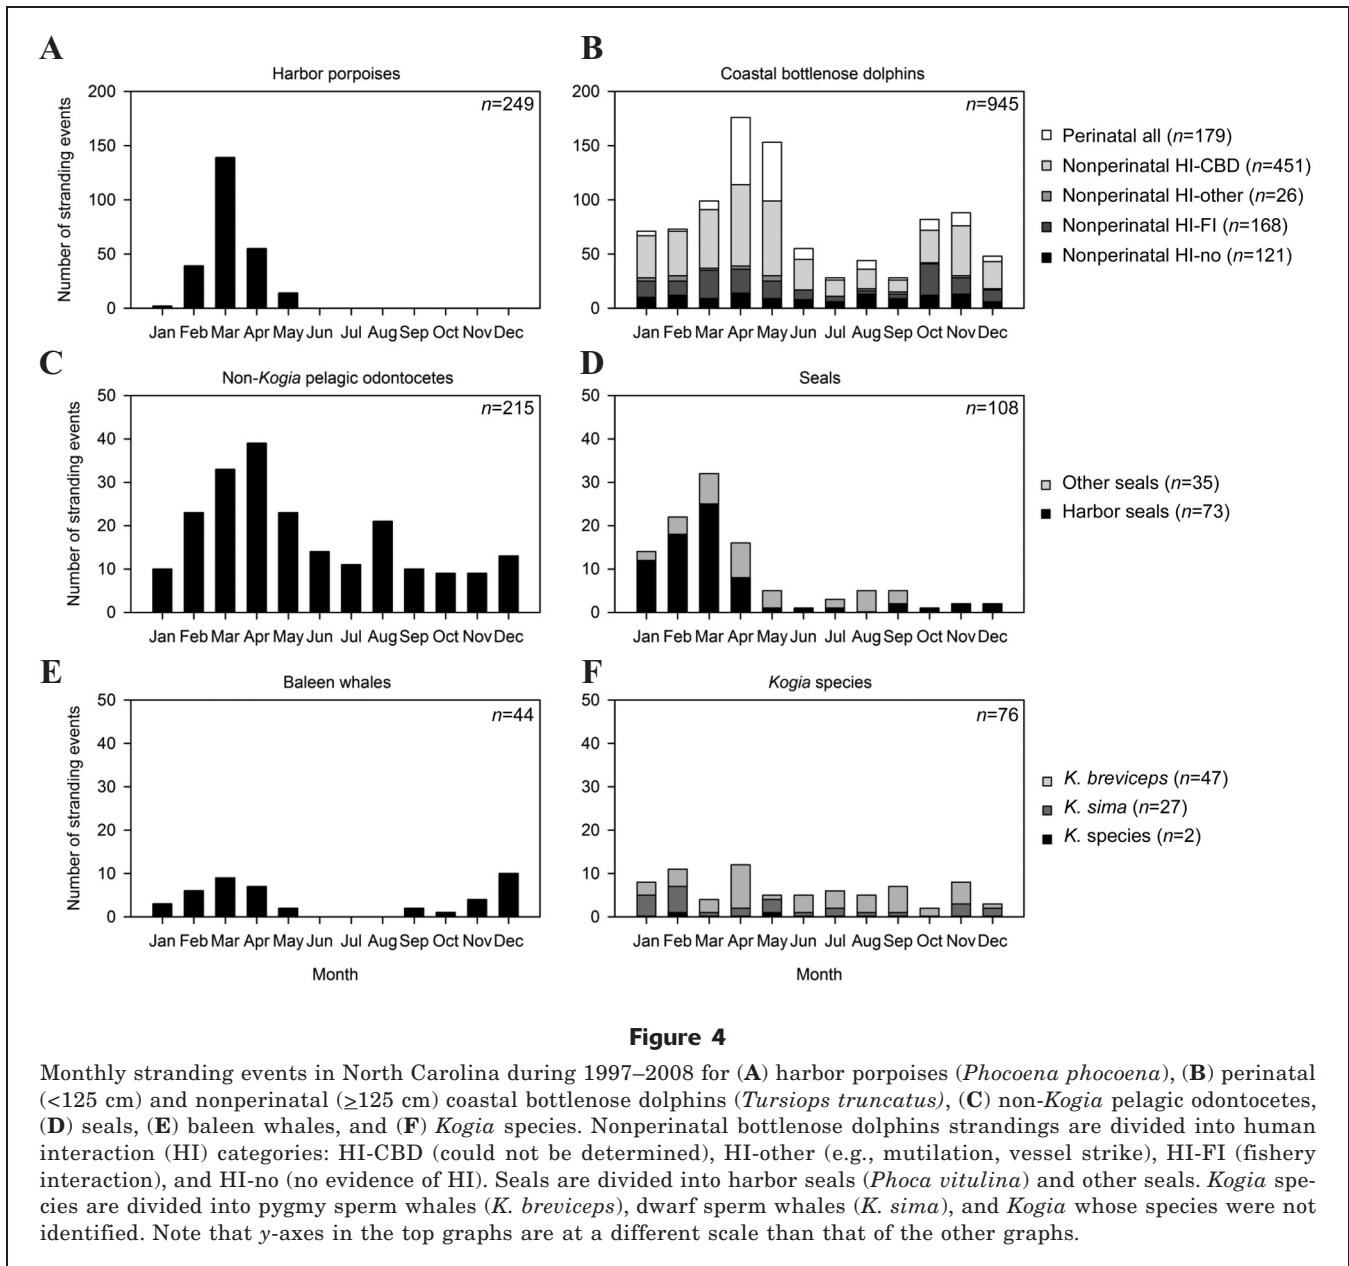 A
Harbor porpoises
n=249
Number of stranding events
200
150
100
50
0
Jan Feb Mar Apr May Jun Jul Aug Sep Oct Nov Dec
B
Coastal bottlenose dolphins
n=945
200
150
100
50
0
Jan Feb Mar Apr May Jun Jul Aug Sep Oct Nov Dec
Perinatal all (n=179)
Nonperinatal HI-CBD (n=451)
Nonperinatal HI-other (n=26)
Nonperinatal HI-FI (n=168)
Nonperinatal HI-no (n=121)
C
Non-Kogia pelagic odontocetes
n=215
Number of stranding events
50
40
30
20
10
0
Jan Feb Mar Apr May Jun Jul Aug Sep Oct Nov Dec
D
Seals
n=108
50
40
30
20
10
0
Jan Feb Mar Apr May Jun Jul Aug Sep Oct Nov Dec
Other seals (n=35)
Harbor seals (n=73)
E
Baleen whales
n=44
Number of stranding events
50
40
30
20
10
0
Jan Feb Mar Apr May Jun Jul Aug Sep Oct Nov Dec
Month
F
Kogia species
n=76
50
40
30
20
10
0
Jan Feb Mar Apr May Jun Jul Aug Sep Oct Nov Dec
Month
K. breviceps (n=47)
K. sima (n=27)
K. species (n=2)
Figure 4
Monthly stranding events in North Carolina during 1997–2008 for (A) harbor porpoises (Phocoena phocoena), (B) perinatal
(<125 cm) and nonperinatal (≥125 cm) coastal bottlenose dolphins (Tursiops truncatus), (C) non-Kogia pelagic odontocetes,
(D) seals, (E) baleen whales, and (F) Kogia species. Nonperinatal bottlenose dolphins strandings are divided into human
interaction (HI) categories: HI-CBD (could not be determined), HI-other (e.g., mutilation, vessel strike), HI-FI (fishery
interaction), and HI-no (no evidence of HI). Seals are divided into harbor seals (Phoca vitulina) and other seals. Kogia spe-
cies are divided into pygmy sperm whales (K. breviceps), dwarf sperm whales (K. sima), and Kogia whose species were not
identified. Note that y-axes in the top graphs are at a different scale than that of the other graphs.